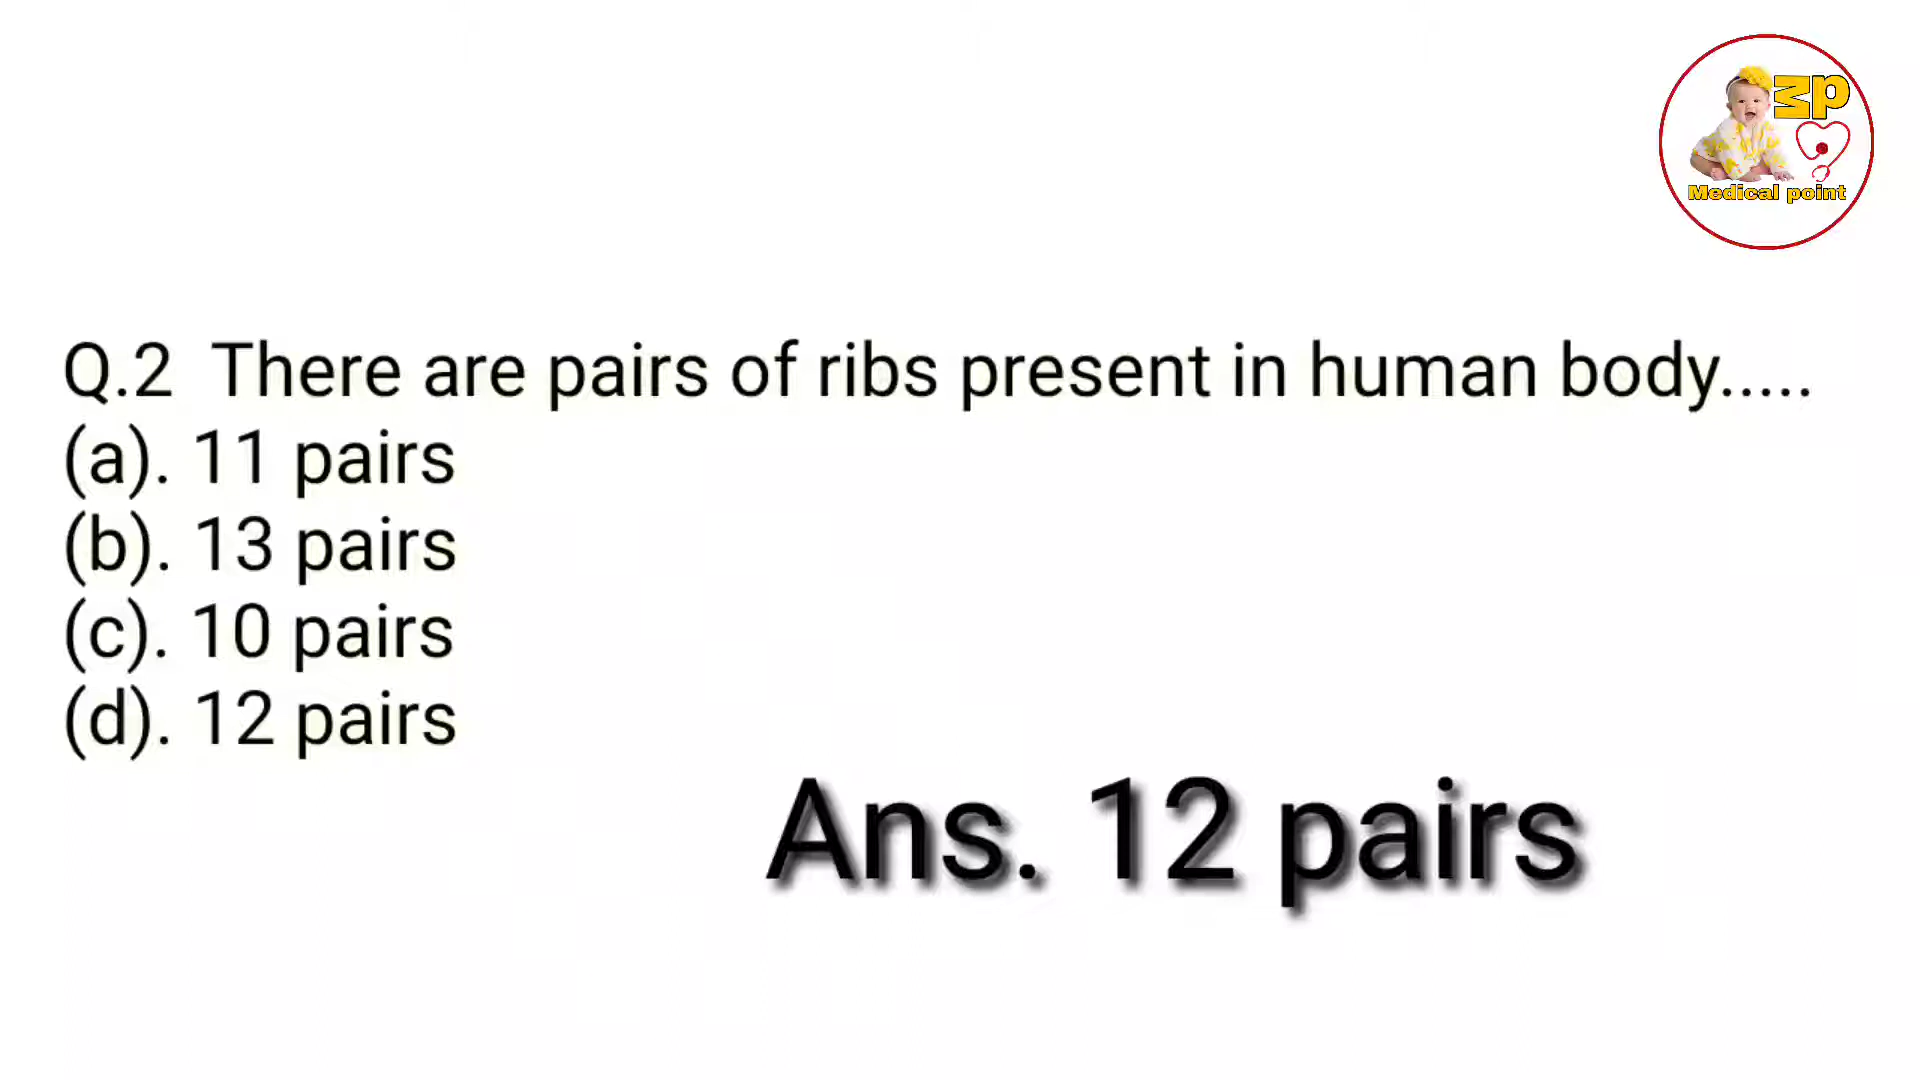 MP
Medical point
Q.2 There are pairs of ribs present in human body.....
(a). 11 pairs
(b). 13 pairs
(c). 10 pairs
(d). 12 pairs
Ans. 12 pairs